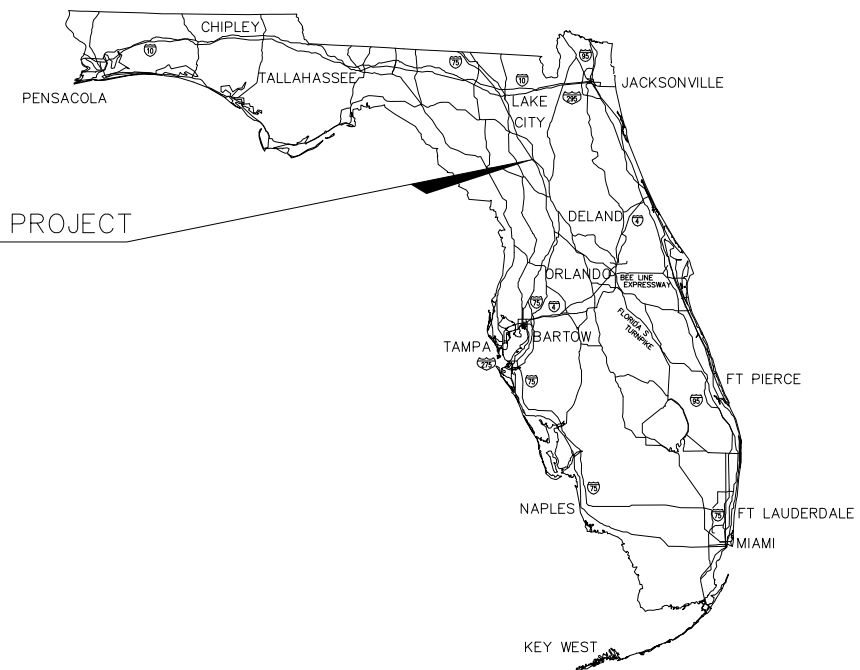 CHIPLEY
10
75
95
TALLAHASSEE
10
JACKSONVILLE
PENSACOLA
LAKE
CITY
295
PROJECT
DELAND
4
ORLANDO
BEE LINE
EXPRESSWAY
75
4
FLORIDA S
TURNPIKE
TAMPA
BARTOW
275
75
FT PIERCE
95
75
NAPLES
75
FT LAUDERDALE
MIAMI
KEY WEST